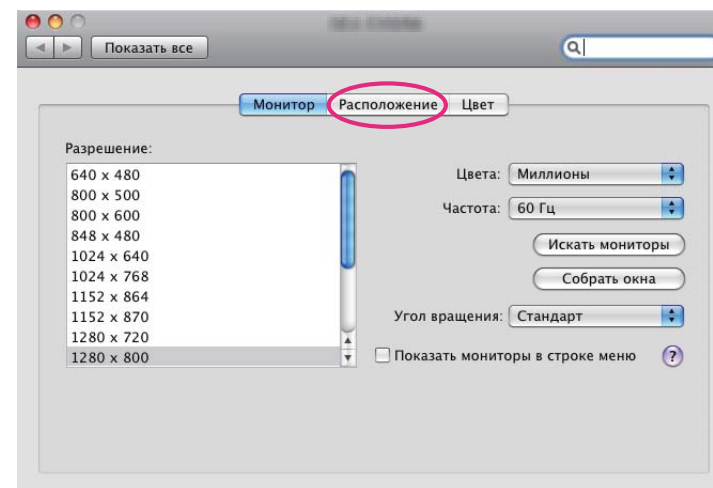 Показать все
Монитор Расположение Цвет
Разрешение:
640 x 480
800 x 500
800 x 600
848 x 480
1024 x 640
1024 x 768
1152 x 864
1152 x 870
1280 x 720
1280 x 800
Цвета: Миллионы
Частота: 60 Гц
Искать мониторы
Собрать окна
Угол вращения: Стандарт
Показать мониторы в строке меню ?